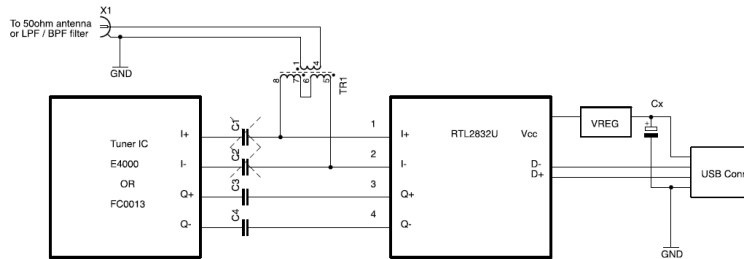 X1
To 50ohm antenna
or LPF / BPF filter
GND
1 4
8 7 6 5
TR1
Tuner IC
E4000
OR
FC0013
I+
I-
Q+
Q-
C1
C2
C3
C4
1
2
3
4
I+
I-
Q+
Q-
RTL2832U
Vcc
D-
D+
VREG
Cx
+
USB Conn
GND